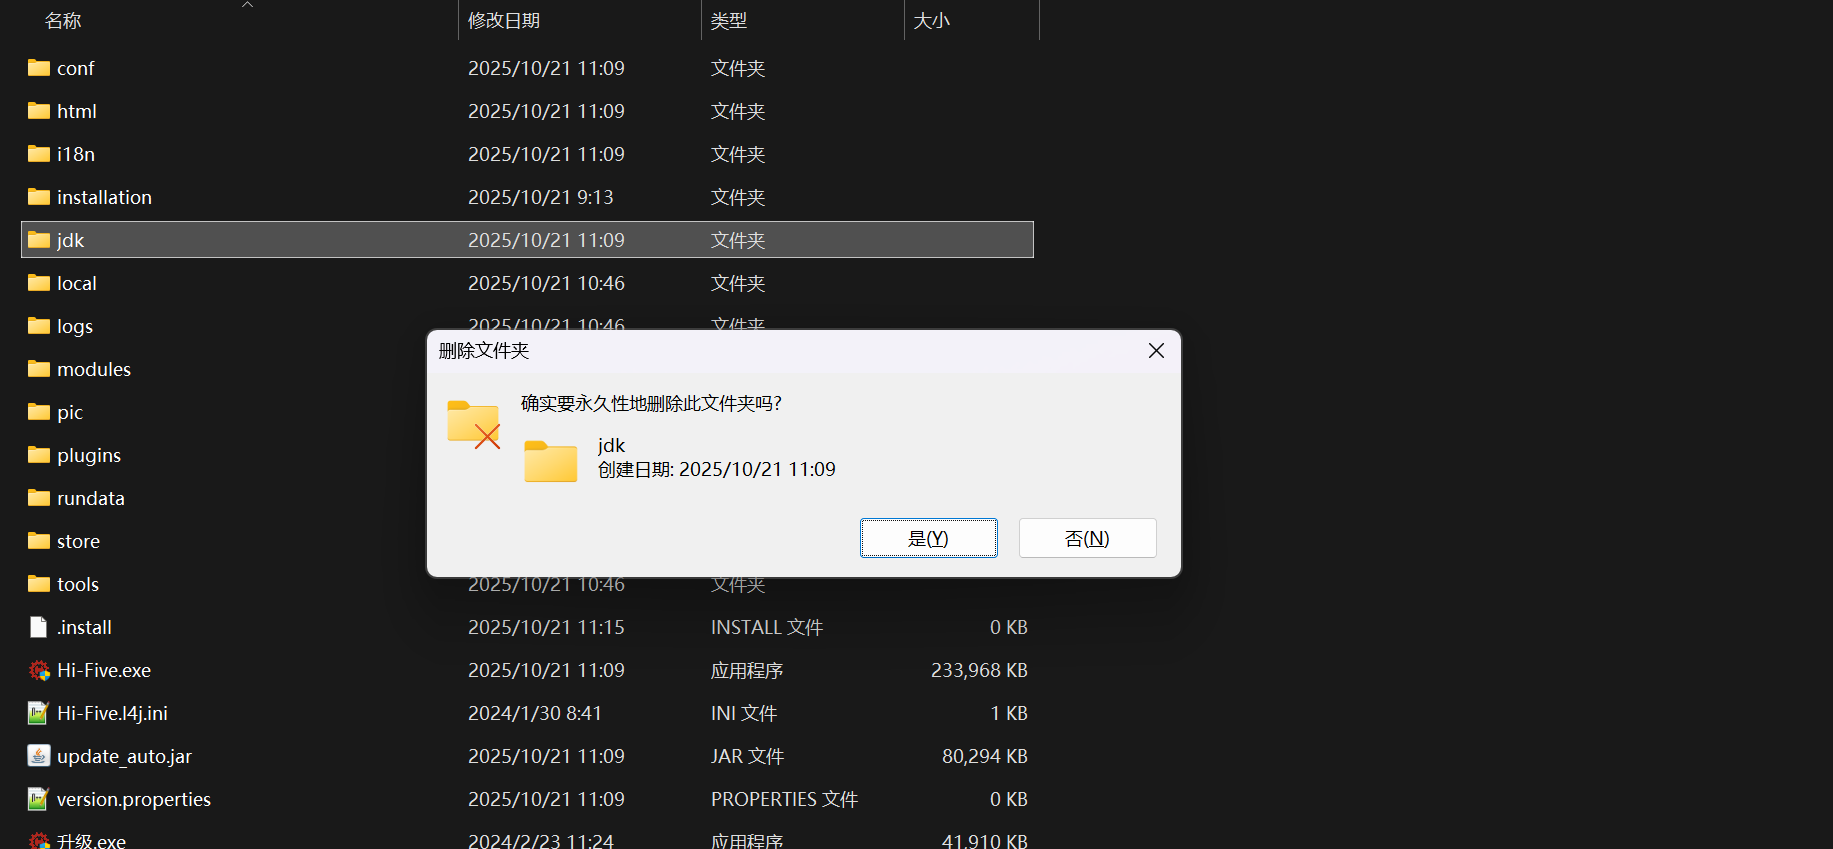 名称 修改日期 类型 大小
conf 2025/10/21 11:09 文件夹
html 2025/10/21 11:09 文件夹
i18n 2025/10/21 11:09 文件夹
installation 2025/10/21 9:13 文件夹
jdk 2025/10/21 11:09 文件夹
local 2025/10/21 10:46 文件夹
logs 2025/10/21 10:46 文件夹
modules
pic
plugins
rundata
store
tools 2025/10/21 10:46 文件夹
.install 2025/10/21 11:15 INSTALL 文件 0 KB
Hi-Five.exe 2025/10/21 11:09 应用程序 233,968 KB
Hi-Five.l4j.ini 2024/1/30 8:41 INI 文件 1 KB
update_auto.jar 2025/10/21 11:09 JAR 文件 80,294 KB
version.properties 2025/10/21 11:09 PROPERTIES 文件 0 KB
升级.exe 2024/2/23 11:24 应用程序 41,910 KB
删除文件夹
确实要永久性地删除此文件夹吗?
jdk
创建日期: 2025/10/21 11:09
是(Y) 否(N)